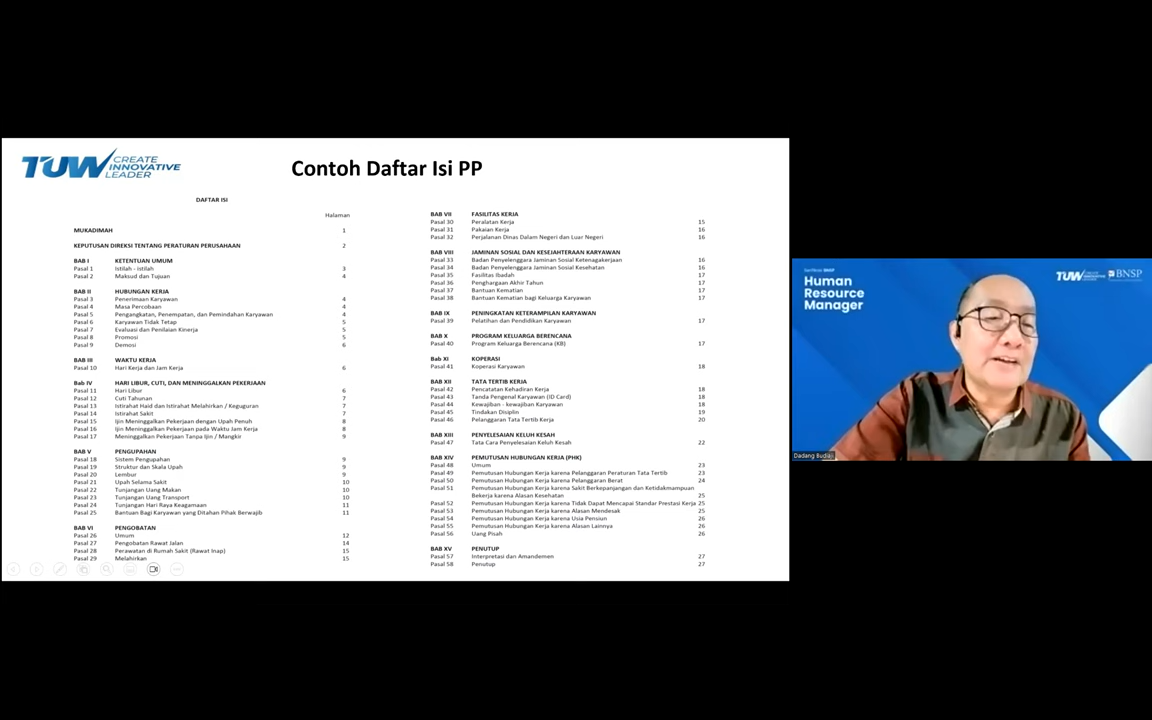 TUW CREATE
INNOVATIVE
LEADER
Contoh Daftar Isi PP
DAFTAR ISI
Halaman
MUKADIMAH 1
KEPUTUSAN DIREKSI TENTANG PERATURAN PERUSAHAAN 2
BAB I KETENTUAN UMUM
Pasal 1 Istilah - istilah 3
Pasal 2 Maksud dan Tujuan 4
BAB II HUBUNGAN KERJA
Pasal 3 Penerimaan Karyawan 4
Pasal 4 Masa Percobaan 4
Pasal 5 Pengangkatan, Penempatan, dan Pemindahan Karyawan 4
Pasal 6 Karyawan Tidak Tetap 5
Pasal 7 Evaluasi dan Penilaian Kinerja 5
Pasal 8 Promosi 5
Pasal 9 Demosi 6
BAB III WAKTU KERJA
Pasal 10 Hari Kerja dan Jam Kerja 6
Bab IV HARI LIBUR, CUTI, DAN MENINGGALKAN PEKERJAAN
Pasal 11 Hari Libur 6
Pasal 12 Cuti Tahunan 7
Pasal 13 Istirahat Haid dan Istirahat Melahirkan / Keguguran 7
Pasal 14 Istirahat Sakit 7
Pasal 15 Ijin Meninggalkan Pekerjaan dengan Upah Penuh 8
Pasal 16 Ijin Meninggalkan Pekerjaan pada Waktu Jam Kerja 8
Pasal 17 Meninggalkan Pekerjaan Tanpa Ijin / Mangkir 9
BAB V PENGUPAHAN
Pasal 18 Sistem Pengupahan 9
Pasal 19 Struktur dan Skala Upah 9
Pasal 20 Lembur 9
Pasal 21 Upah Selama Sakit 10
Pasal 22 Tunjangan Uang Makan 10
Pasal 23 Tunjangan Uang Transport 10
Pasal 24 Tunjangan Hari Raya Keagamaan 11
Pasal 25 Bantuan Bagi Karyawan yang Ditahan Pihak Berwajib 11
BAB VI PENGOBATAN
Pasal 26 Umum 12
Pasal 27 Pengobatan Rawat Jalan 14
Pasal 28 Perawatan di Rumah Sakit (Rawat Inap) 15
Pasal 29 Melahirkan 15
BAB VII FASILITAS KERJA
Pasal 30 Peralatan Kerja 15
Pasal 31 Pakaian Kerja 16
Pasal 32 Perjalanan Dinas Dalam Negeri dan Luar Negeri 16
BAB VIII JAMINAN SOSIAL DAN KESEJAHTERAAN KARYAWAN
Pasal 33 Badan Penyelenggara Jaminan Sosial Ketenagakerjaan 16
Pasal 34 Badan Penyelenggara Jaminan Sosial Kesehatan 16
Pasal 35 Fasilitas Ibadah 17
Pasal 36 Penghargaan Akhir Tahun 17
Pasal 37 Bantuan Kematian 17
Pasal 38 Bantuan Kematian bagi Keluarga Karyawan 17
BAB IX PENINGKATAN KETERAMPILAN KARYAWAN
Pasal 39 Pelatihan dan Pendidikan Karyawan 17
BAB X PROGRAM KELUARGA BERENCANA
Pasal 40 Program Keluarga Berencana (KB) 17
Bab XI KOPERASI
Pasal 41 Koperasi Karyawan 18
BAB XII TATA TERTIB KERJA
Pasal 42 Pencatatan Kehadiran Kerja 18
Pasal 43 Tanda Pengenal Karyawan (ID Card) 18
Pasal 44 Kewajiban - kewajiban Karyawan 18
Pasal 45 Tindakan Disiplin 19
Pasal 46 Pelanggaran Tata Tertib Kerja 20
BAB XIII PENYELESAIAN KELUH KESAH
Pasal 47 Tata Cara Penyelesaian Keluh Kesah 22
BAB XIV PEMUTUSAN HUBUNGAN KERJA (PHK)
Pasal 48 Umum 23
Pasal 49 Pemutusan Hubungan Kerja karena Pelanggaran Peraturan Tata Tertib 23
Pasal 50 Pemutusan Hubungan Kerja karena Pelanggaran Berat 24
Pasal 51 Pemutusan Hubungan Kerja karena Sakit Berkepanjangan dan Ketidakmampuan
Bekerja karena Alasan Kesehatan 25
Pasal 52 Pemutusan Hubungan Kerja karena Tidak Dapat Mencapai Standar Prestasi Kerja 25
Pasal 53 Pemutusan Hubungan Kerja karena Alasan Mendesak 25
Pasal 54 Pemutusan Hubungan Kerja karena Usia Pensiun 26
Pasal 55 Pemutusan Hubungan Kerja karena Alasan Lainnya 26
Pasal 56 Uang Pisah 26
BAB XV PENUTUP
Pasal 57 Interpretasi dan Amandemen 27
Pasal 58 Penutup 27
Sertifikasi BNSP
Human
Resource
Manager
TUW
BNSP